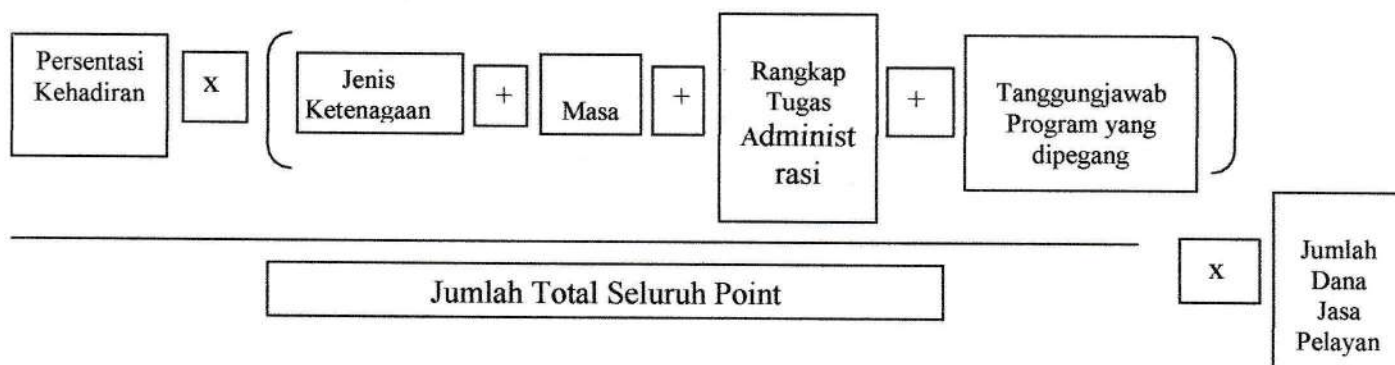 Persentasi
Kehadiran
x
Jenis
Ketenagaan
+
Masa
+
Rangkap
Tugas
Administ
rasi
+
Tanggungjawab
Program yang
dipegang
Jumlah Total Seluruh Point
x
Jumlah
Dana
Jasa
Pelayan